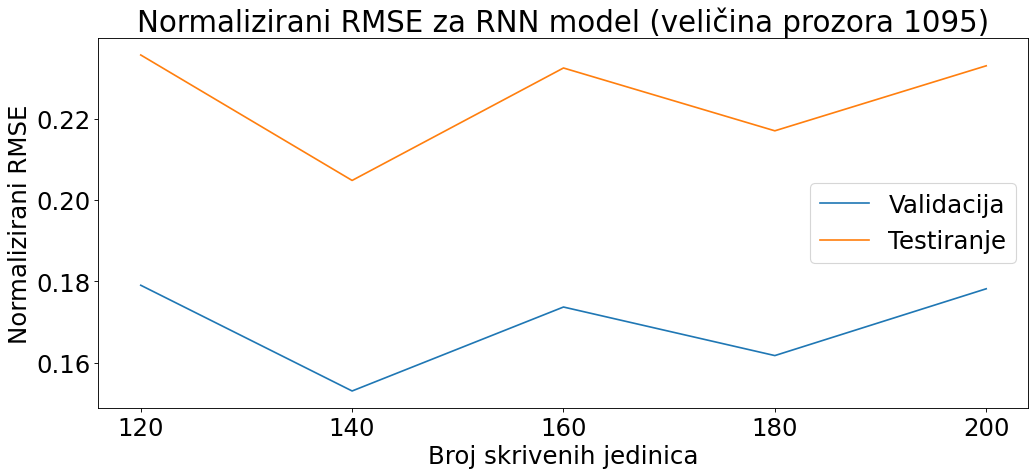 Normalizirani RMSE za RNN model (veličina prozora 1095)
Normalizirani RMSE
0.22
0.20
0.18
0.16
Validacija
Testiranje
120 140 160 180 200
Broj skrivenih jedinica